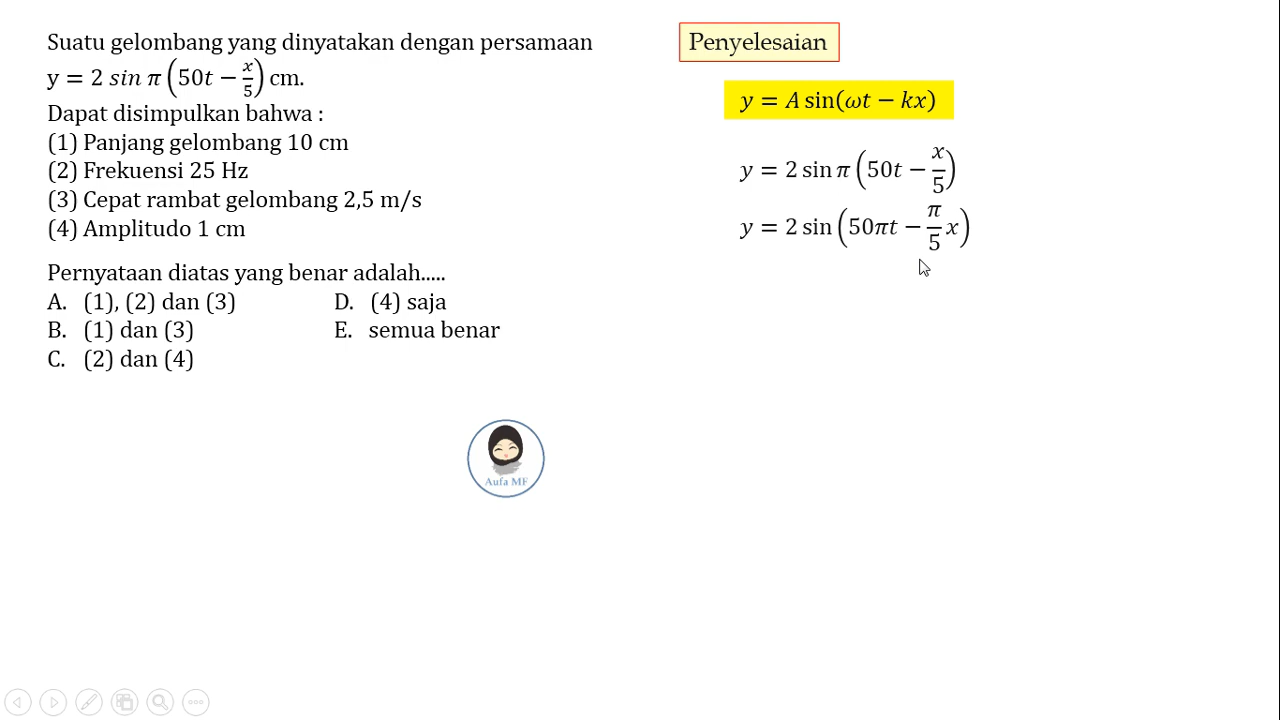 Suatu gelombang yang dinyatakan dengan persamaan
y = 2 sin π (50t − x/5) cm.
Dapat disimpulkan bahwa :
(1) Panjang gelombang 10 cm
(2) Frekuensi 25 Hz
(3) Cepat rambat gelombang 2,5 m/s
(4) Amplitudo 1 cm
Pernyataan diatas yang benar adalah.....
A. (1), (2) dan (3) D. (4) saja
B. (1) dan (3) E. semua benar
C. (2) dan (4)
Aufa MF
Penyelesaian
y = A sin(ωt − kx)
y = 2 sin π (50t − x/5)
y = 2 sin (50πt − π/5 x)